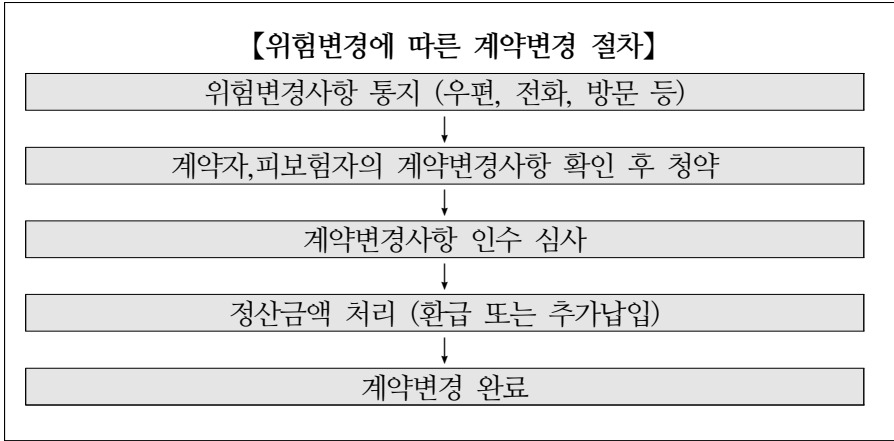 【위험변경에 따른 계약변경 절차】
위험변경사항 통지 (우편, 전화, 방문 등)
계약자,피보험자의 계약변경사항 확인 후 청약
계약변경사항 인수 심사
정산금액 처리 (환급 또는 추가납입)
계약변경 완료